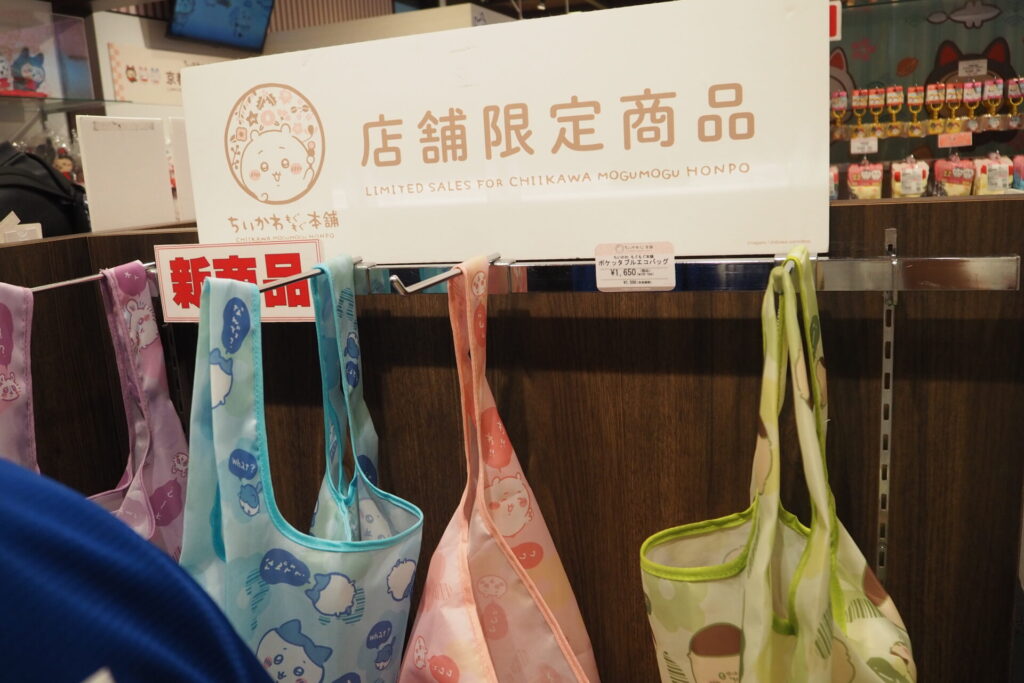 店舗限定商品
LIMITED SALES FOR CHIIKAWA MOGUMOGU HONPO
ちいかわもぐもぐ本舗
CHIIKAWA MOGUMOGU HONPO
新商品
ちいかわもぐもぐ本舗
ポケッタブルエコバッグ
¥1,650
What?
What?